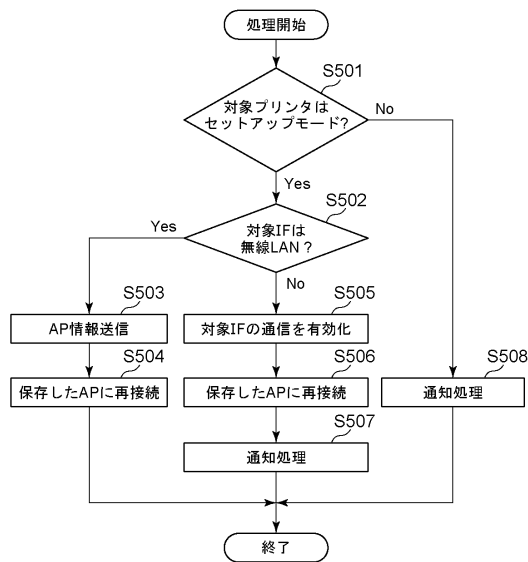 処理開始
S501
対象プリンタは
セットアップモード?
No
Yes
S502
対象IFは
無線LAN?
Yes
No
S503
AP情報送信
S505
対象IFの通信を有効化
S504
保存したAPに再接続
S506
保存したAPに再接続
S508
通知処理
S507
通知処理
終了